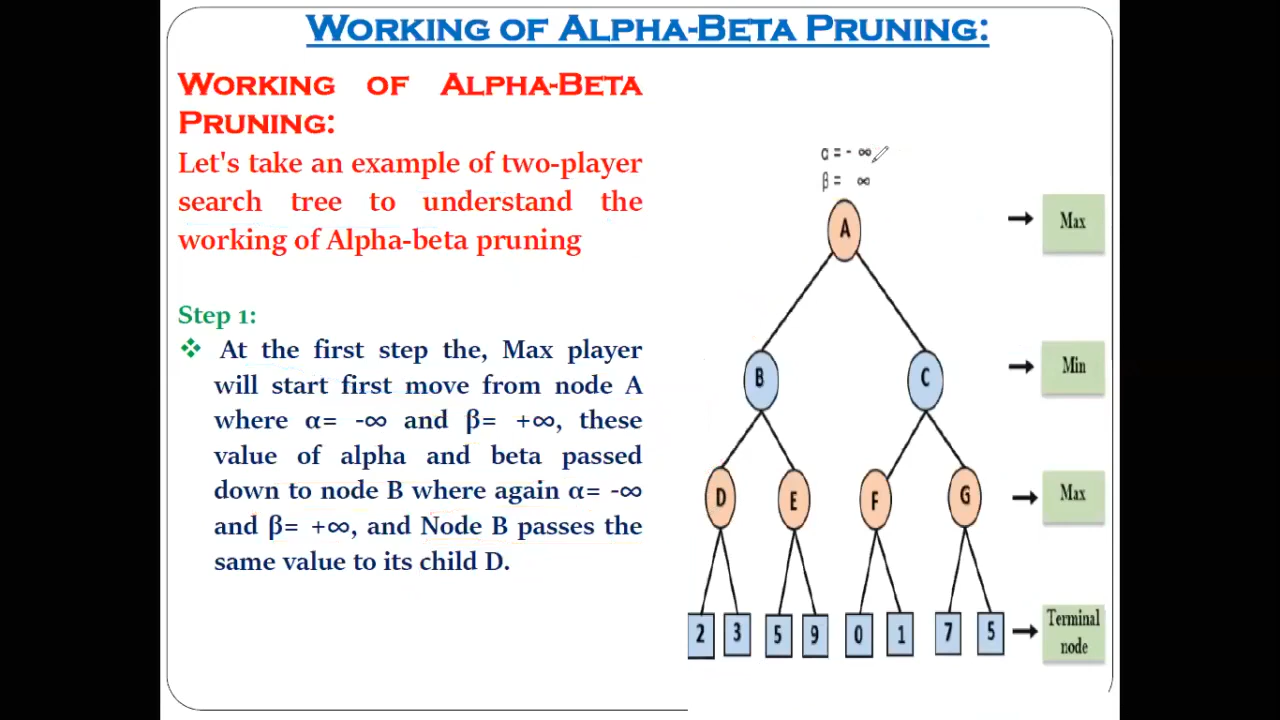 WORKING OF ALPHA-BETA PRUNING:
WORKING OF ALPHA-BETA
PRUNING:
Let's take an example of two-player
search tree to understand the
working of Alpha-beta pruning
Step 1:
❖ At the first step the, Max player
will start first move from node A
where α= -∞ and β= +∞, these
value of alpha and beta passed
down to node B where again α= -∞
and β= +∞, and Node B passes the
same value to its child D.
α = - ∞
β = ∞
A
Max
B
C
Min
D
E
F
G
Max
2
3
5
9
0
1
7
5
Terminal
node